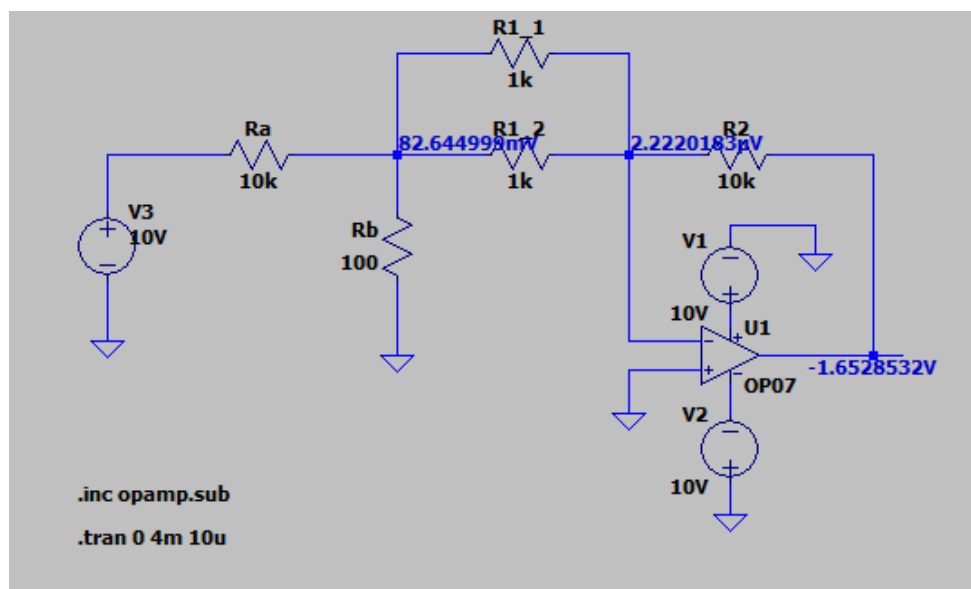 R1_1
1k
Ra
10k
82.644999mV
R1_2
1k
2.2220183µV
R2
10k
V3
10V
Rb
100
V1
10V
U1
OP07
-1.6528532V
V2
10V
.inc opamp.sub
.tran 0 4m 10u